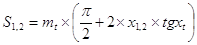 S₁,₂ = mₜ × (π/2 + 2 × x₁,₂ × tgxₜ)